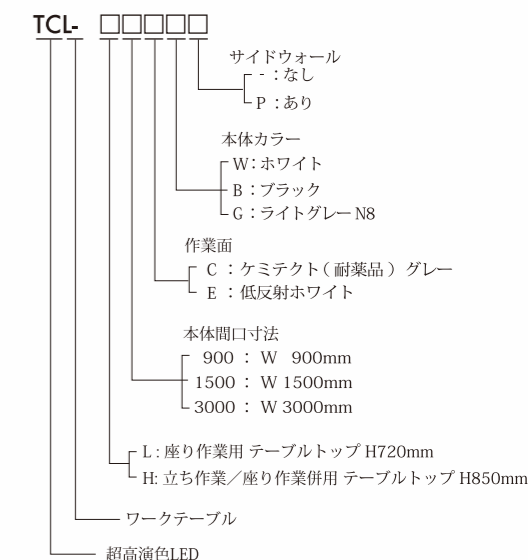 TCL- □□□□□
サイドウォール
- ：なし
P ：あり
本体カラー
W：ホワイト
B ：ブラック
G ：ライトグレー N8
作業面
C ：ケミテクト( 耐薬品 ) グレー
E ：低反射ホワイト
本体間口寸法
900 ： W 900mm
1500 ： W 1500mm
3000 ： W 3000mm
L : 座り作業用 テーブルトップ H720mm
H: 立ち作業／座り作業併用 テーブルトップ H850mm
ワークテーブル
超高演色LED